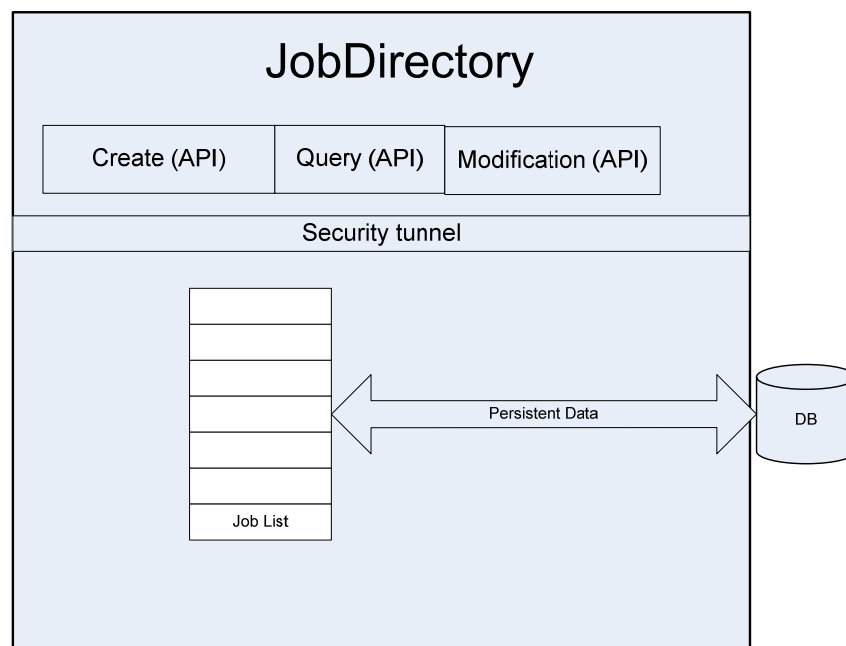 JobDirectory
Create (API)
Query (API)
Modification (API)
Security tunnel
Persistent Data
DB
Job List